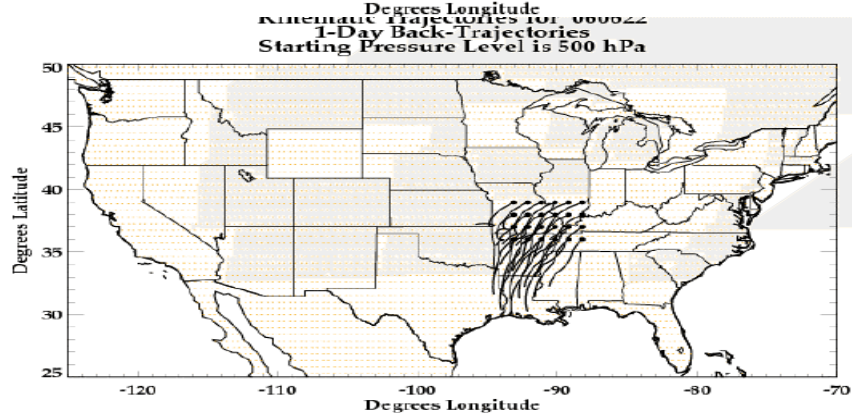 Degrees Longitude
Kinematic Trajectories for 060622
1-Day Back-Trajectories
Starting Pressure Level is 500 hPa
50
45
40
35
30
25
Degrees Latitude
-120
-110
-100
-90
-80
-70
Degrees Longitude